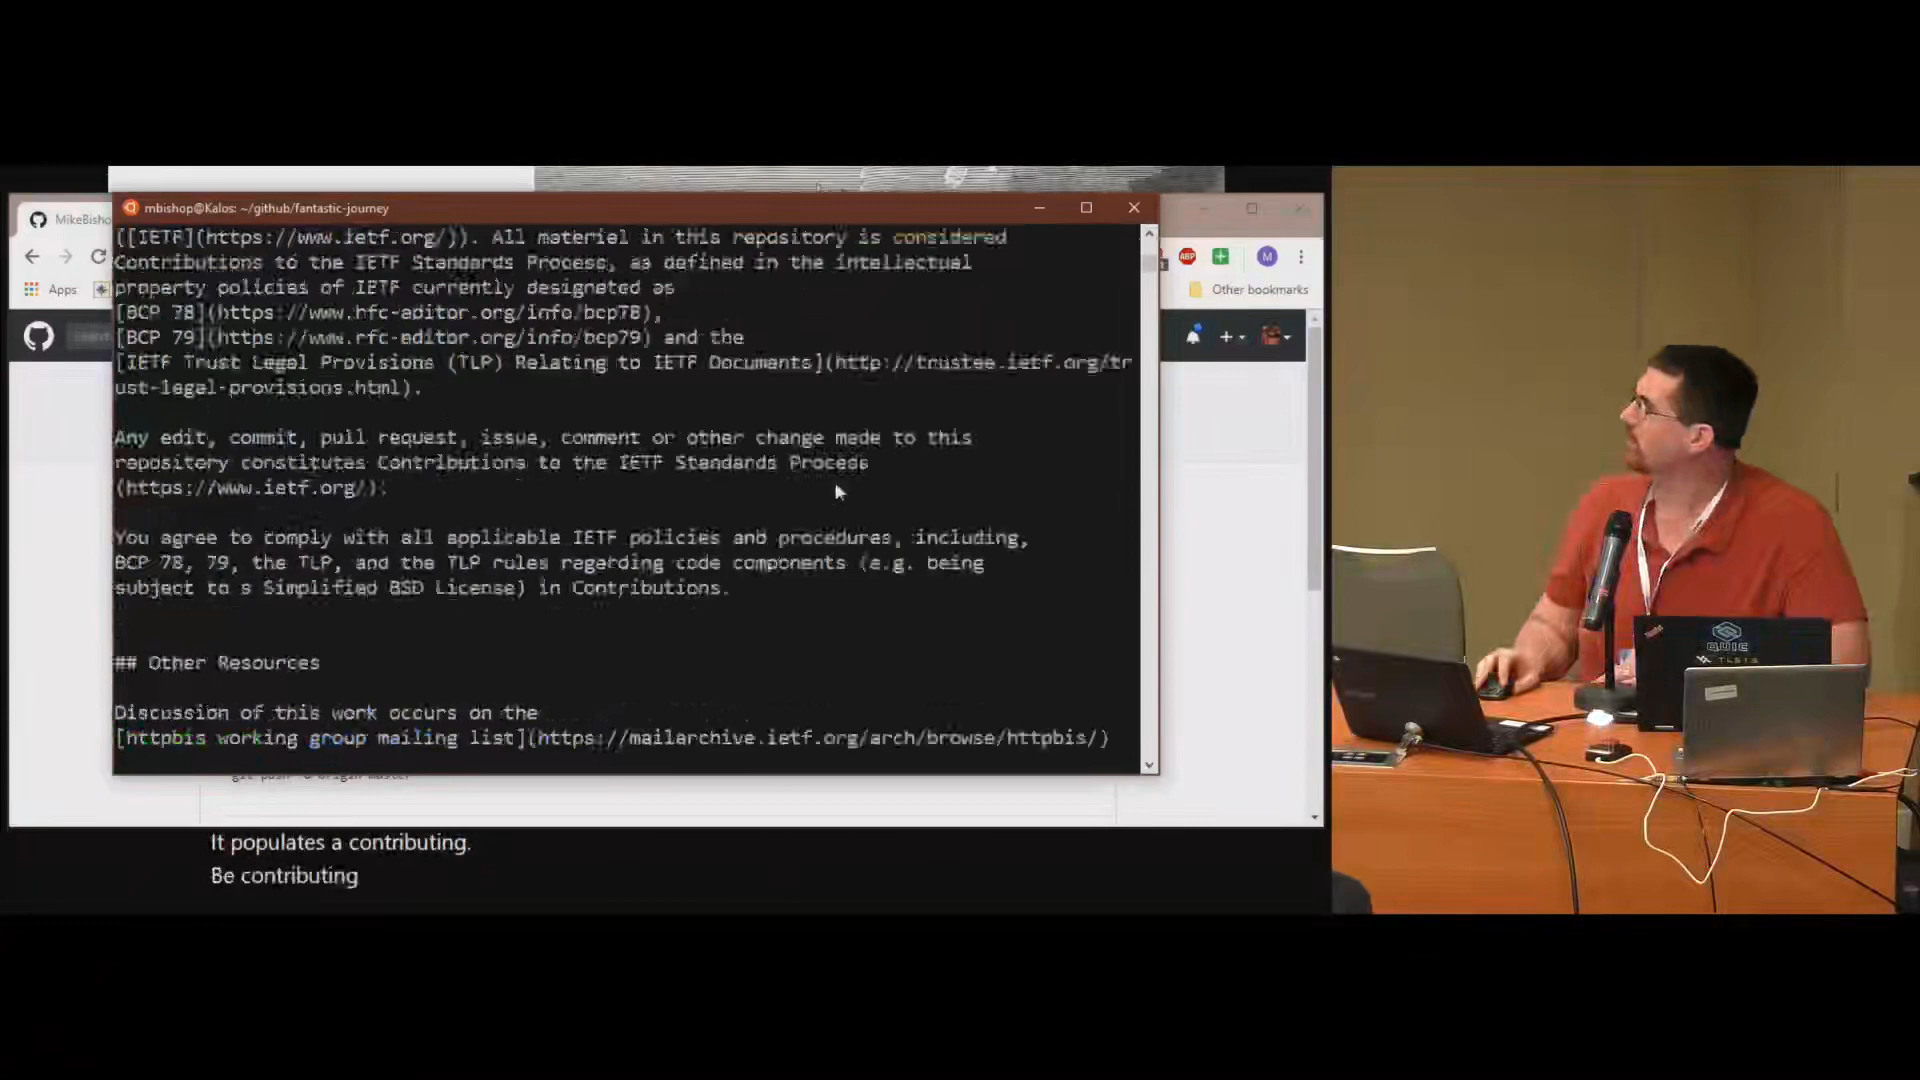 mbishop@Kalos: ~/github/fantastic-journey
MikeBisho
([IETF](https://www.ietf.org/)). All material in this repository is considered
Contributions to the IETF Standards Process, as defined in the intellectual
property policies of IETF currently designated as
[BCP 78](https://www.rfc-editor.org/info/bcp78),
[BCP 79](https://www.rfc-editor.org/info/bcp79) and the
[IETF Trust Legal Provisions (TLP) Relating to IETF Documents](http://trustee.ietf.org/tr
ust-legal-provisions.html).
Any edit, commit, pull request, issue, comment or other change made to this
repository constitutes Contributions to the IETF Standards Process
(https://www.ietf.org/).
You agree to comply with all applicable IETF policies and procedures, including,
BCP 78, 79, the TLP, and the TLP rules regarding code components (e.g. being
subject to a Simplified BSD License) in Contributions.
## Other Resources
Discussion of this work occurs on the
[httpbis working group mailing list](https://mailarchive.ietf.org/arch/browse/httpbis/)
Apps
ABP
M
Other bookmarks
git push -u origin master
It populates a contributing.
Be contributing
QUIC
TLS13